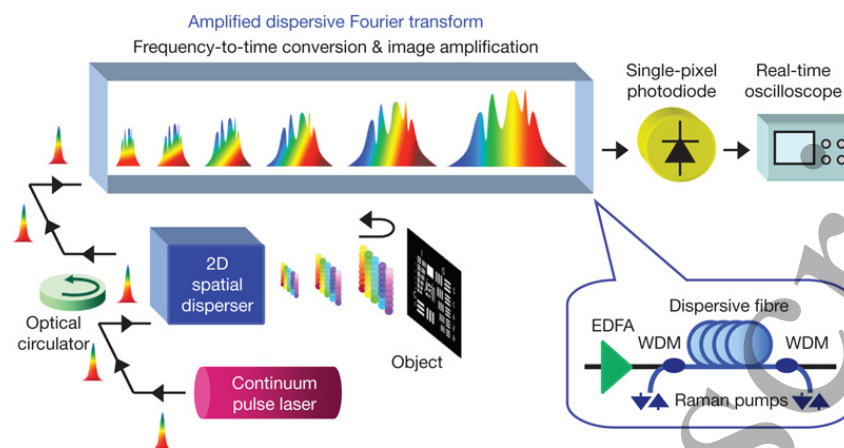 Amplified dispersive Fourier transform
Frequency-to-time conversion & image amplification
Single-pixel
photodiode
Real-time
oscilloscope
2D
spatial
disperser
Optical
circulator
Object
Continuum
pulse laser
EDFA
WDM
Dispersive fibre
WDM
Raman pumps